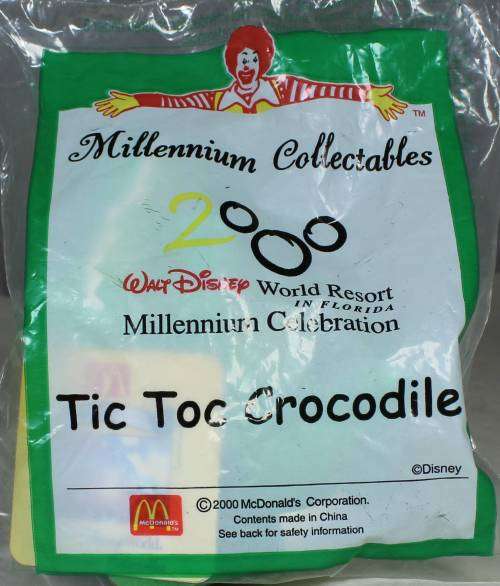 TM
Millennium Collectables
2000
WALT DISNEY World Resort
IN FLORIDA
Millennium Celebration
Tic Toc Crocodile
©Disney
©2000 McDonald's Corporation.
McDonald's
TM
Contents made in China
See back for safety information